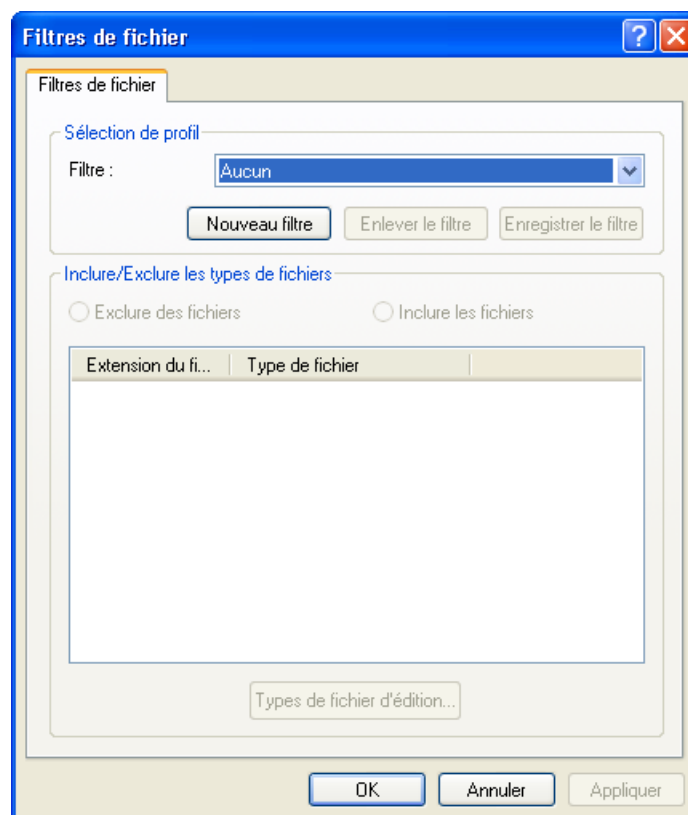 Filtres de fichier
Filtres de fichier
Sélection de profil
Filtre :
Aucun
Nouveau filtre
Enlever le filtre
Enregistrer le filtre
Inclure/Exclure les types de fichiers
Exclure des fichiers
Inclure les fichiers
Extension du fi...
Type de fichier
Types de fichier d'édition...
OK
Annuler
Appliquer